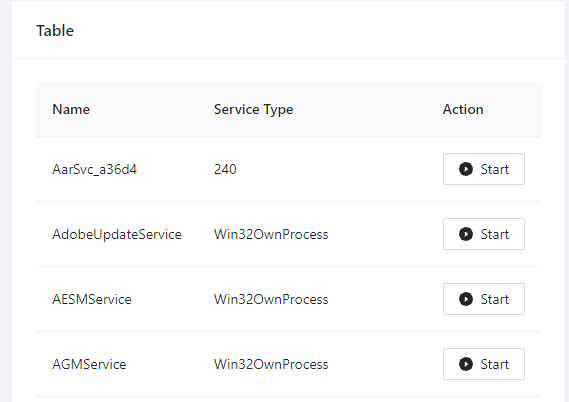 Table
Name Service Type Action
AarSvc_a36d4 240 Start
AdobeUpdateService Win32OwnProcess Start
AESMService Win32OwnProcess Start
AGMService Win32OwnProcess Start